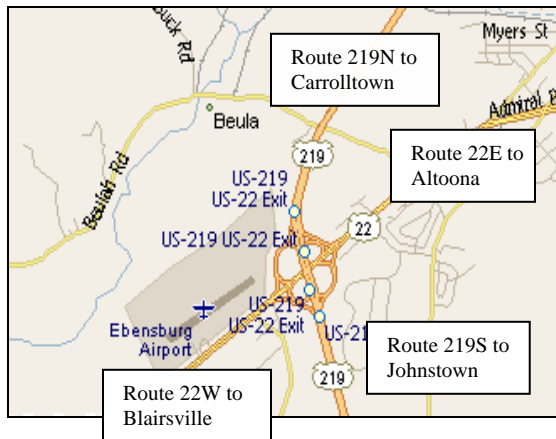 Buck Rd
Myers St
Route 219N to
Carrolltown
Admiral
Beula
219
Route 22E to
Altoona
Beulah Rd
US-219
US-22 Exit
22
US-219 US-22 Exit
US-219
US-22 Exit
Ebensburg
Airport
US-21
Route 219S to
Johnstown
219
Route 22W to
Blairsville